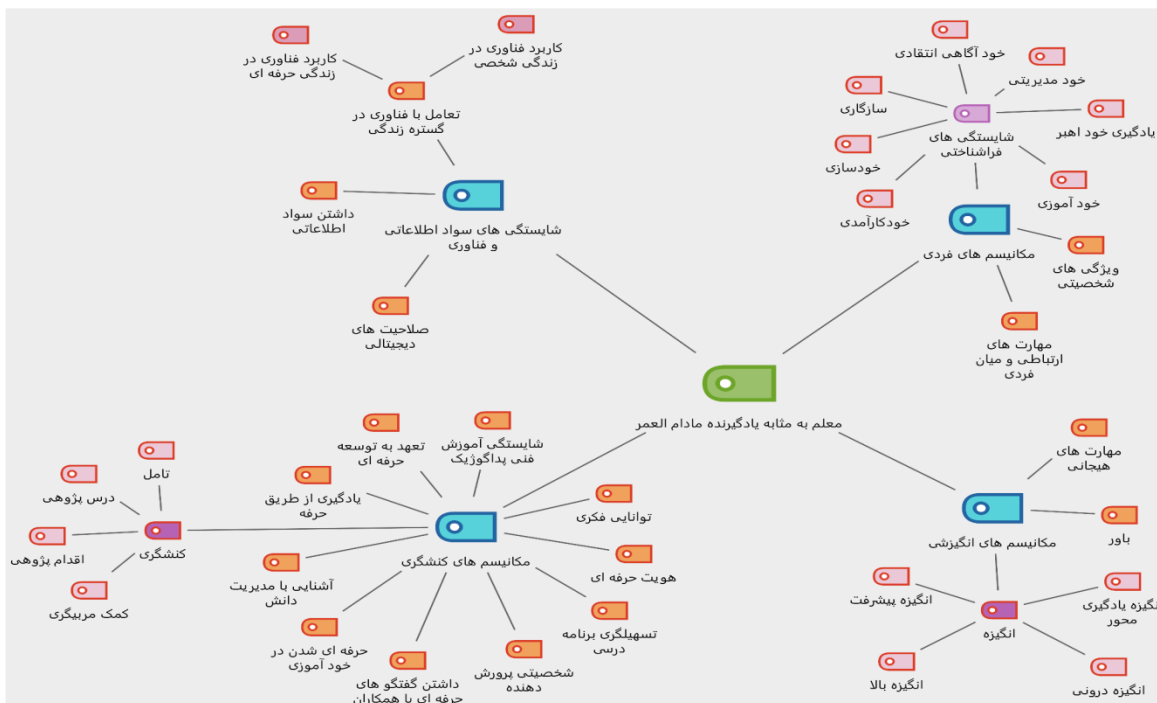 کاربرد فناوری در
زندگی شخصی
کاربرد فناوری در
زندگی حرفه ای
تعامل با فناوری در
گستره زندگی
داشتن سواد
اطلاعاتی
شایستگی های سواد اطلاعاتی
و فناوری
صلاحیت های
دیجیتالی
خود آگاهی انتقادی
خود مدیریتی
سازگاری
یادگیری خود اهبر
شایستگی های
فراشناختی
خودسازی
خود آموزی
خودکارآمدی
مکانیسم های فردی
ویژگی های
شخصیتی
مهارت های
ارتباطی و میان
فردی
معلم به مثابه یادگیرنده مادام العمر
مهارت های
هیجانی
باور
مکانیسم های انگیزشی
انگیزه یادگیری
محور
انگیزه پیشرفت
انگیزه
انگیزه درونی
انگیزه بالا
شایستگی آموزش
فنی پداگوژیک
تعهد به توسعه
حرفه ای
یادگیری از طریق
حرفه
توانایی فکری
مکانیسم های کنشگری
هویت حرفه ای
آشنایی با مدیریت
دانش
تسهیلگری برنامه
درسی
حرفه ای شدن در
خود آموزی
شخصیتی پرورش
دهنده
داشتن گفتگو های
حرفه ای با همکاران
تامل
درس پژوهی
کنشگری
اقدام پژوهی
کمک مربیگری